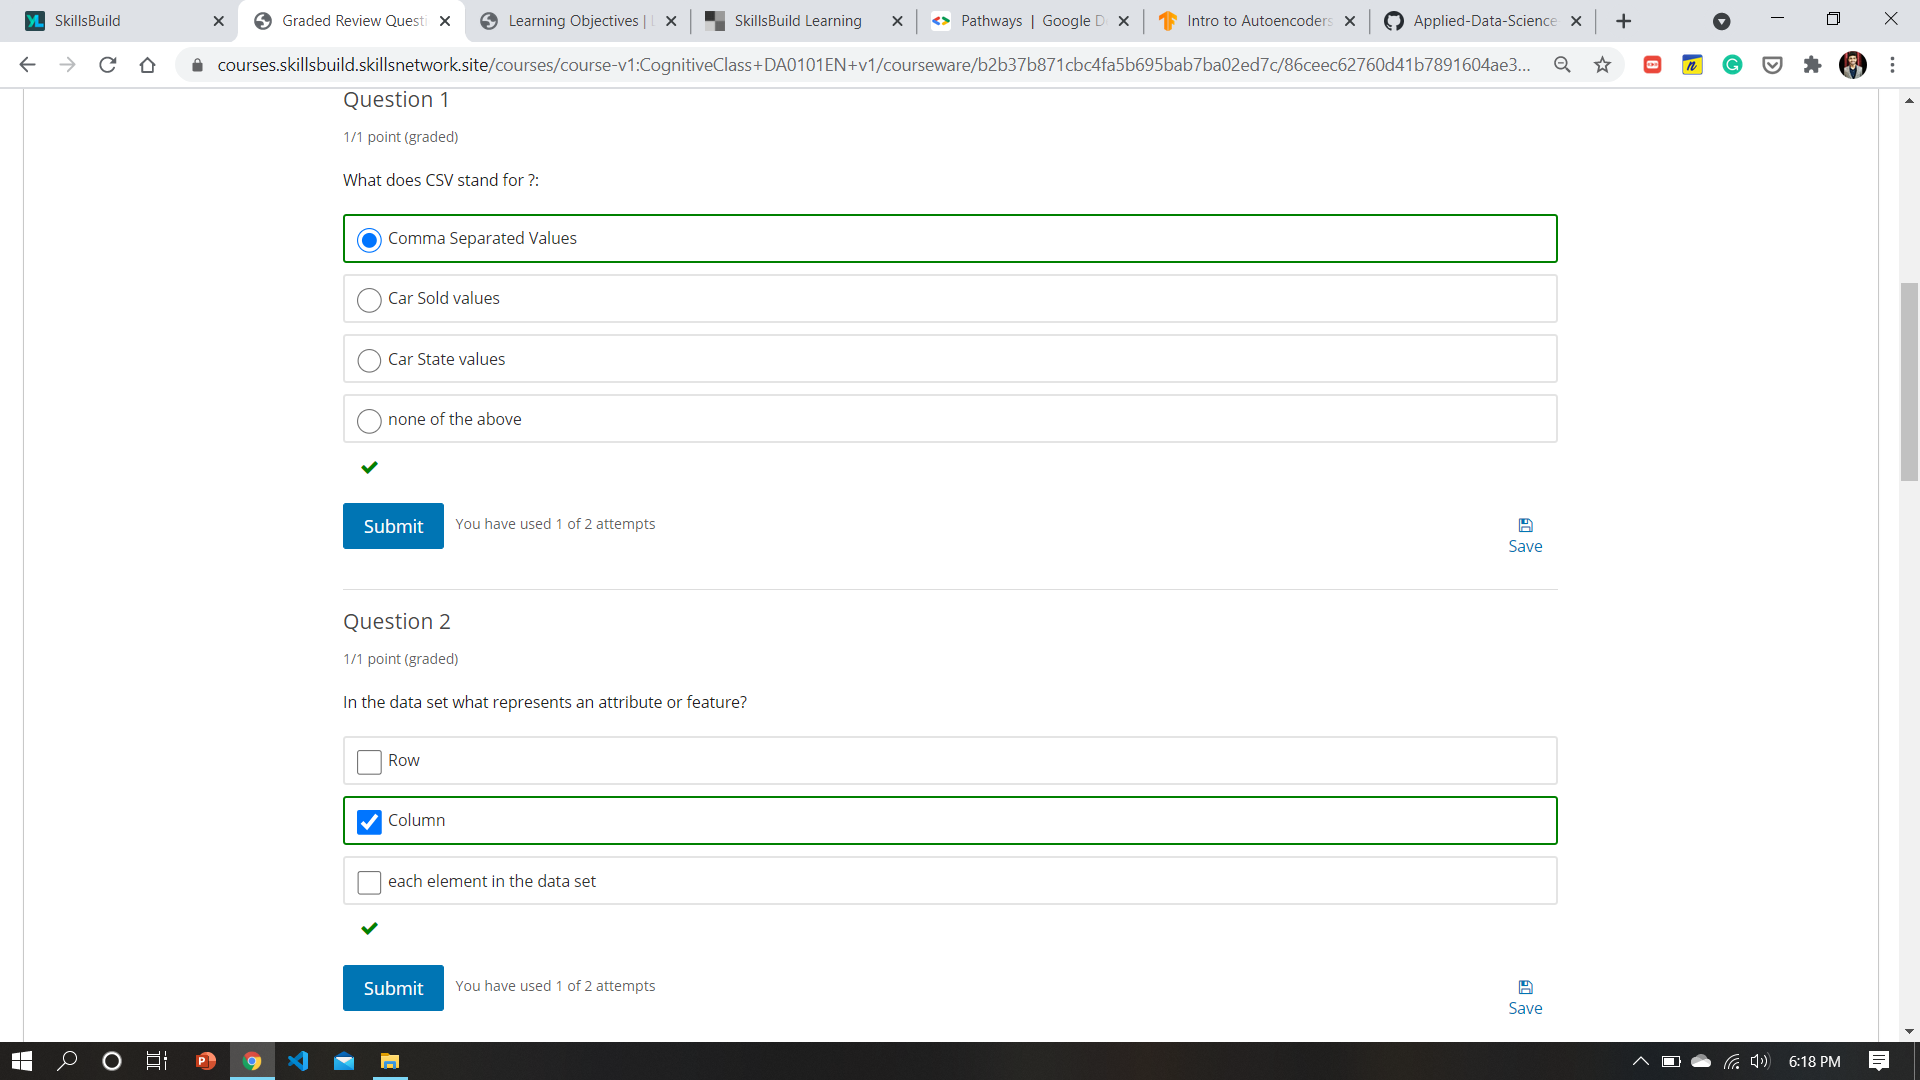 SkillsBuild
Graded Review Questi
Learning Objectives |
SkillsBuild Learning
Pathways | Google D
Intro to Autoencoders
Applied-Data-Science
courses.skillsbuild.skillsnetwork.site/courses/course-v1:CognitiveClass+DA0101EN+v1/courseware/b2b37b871cbc4fa5b695bab7ba02ed7c/86ceec62760d41b7891604ae3...
Question 1
1/1 point (graded)
What does CSV stand for ?:
Comma Separated Values
Car Sold values
Car State values
none of the above
Submit
You have used 1 of 2 attempts
Save
Question 2
1/1 point (graded)
In the data set what represents an attribute or feature?
Row
Column
each element in the data set
Submit
You have used 1 of 2 attempts
Save
6:18 PM